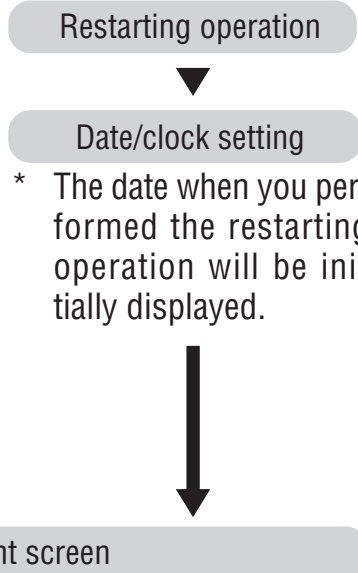 Restarting operation
Date/clock setting
* The date when you per
formed the restarting
operation will be ini
tially displayed.
nt screen